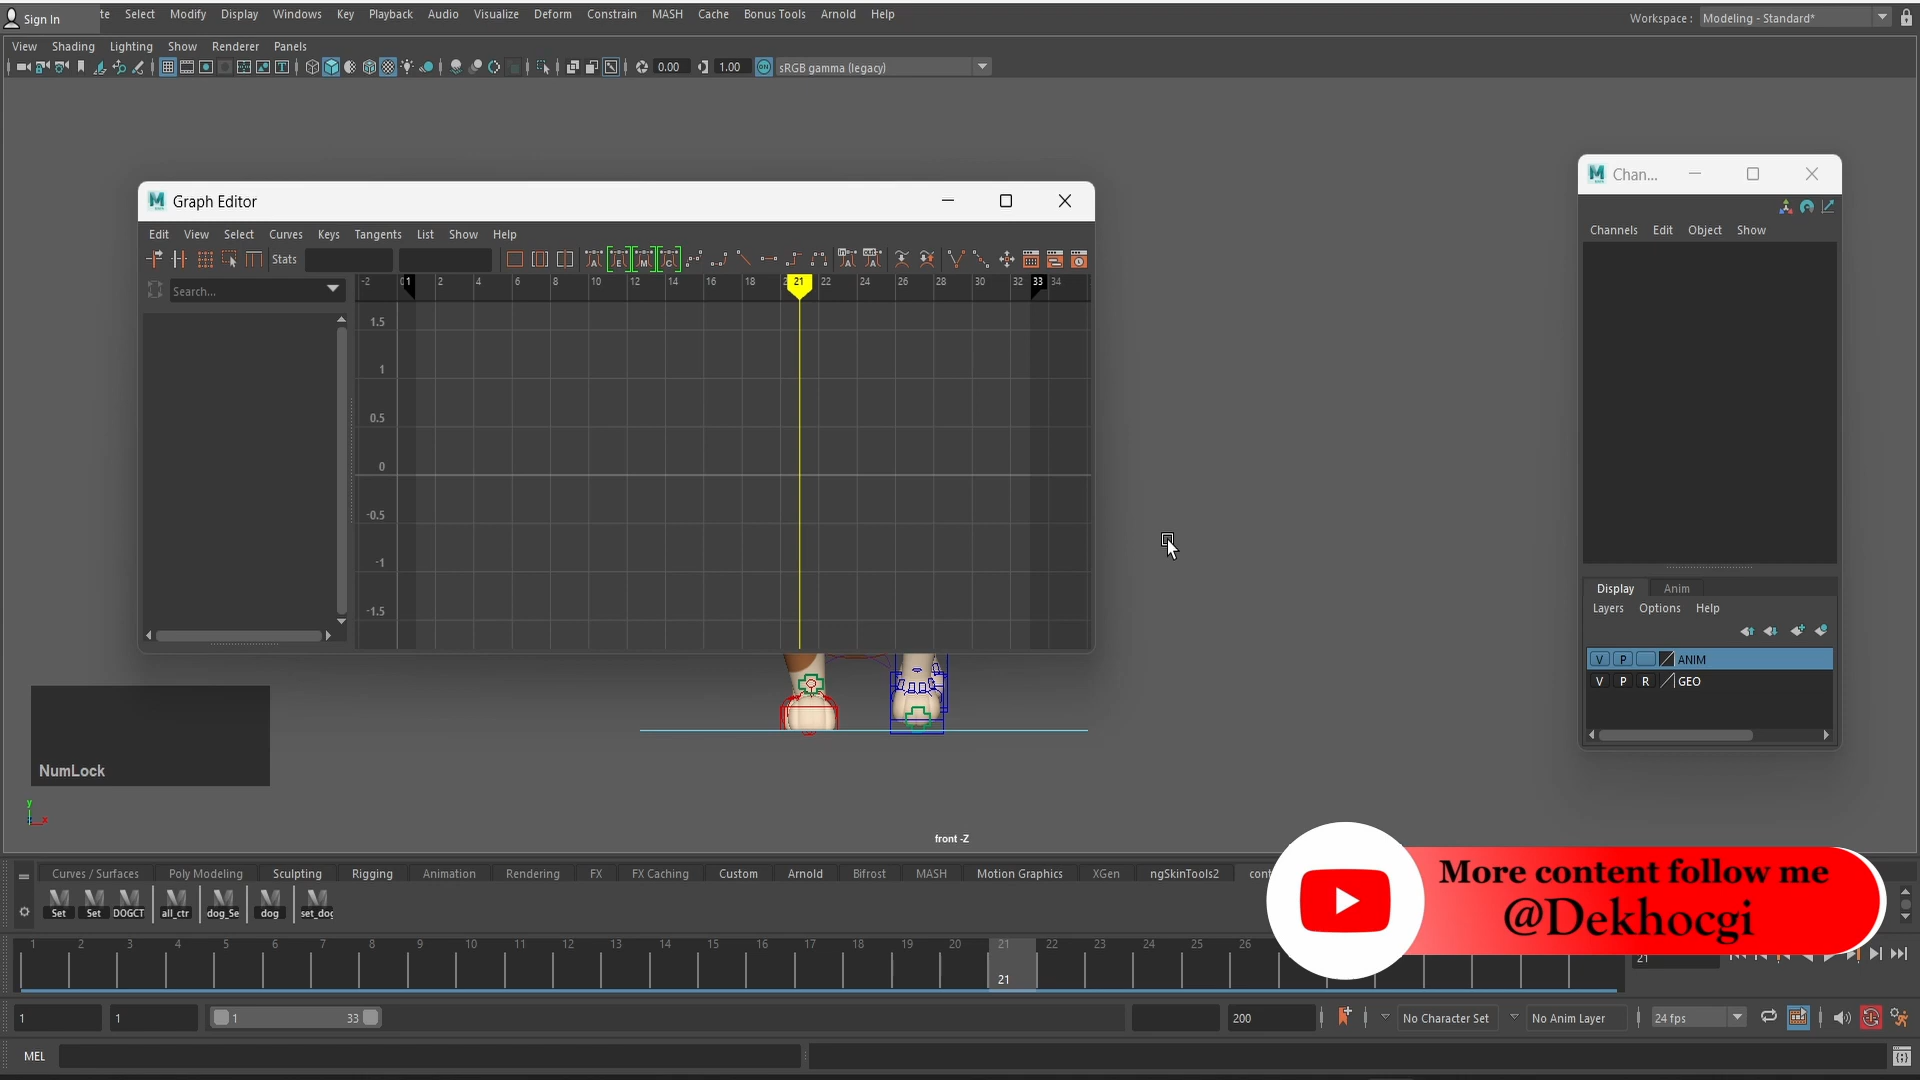 Sign In
te Select Modify Display Windows Key Playback Audio Visualize Deform Constrain MASH Cache Bonus Tools Arnold Help
Workspace : Modeling - Standard*
View Shading Lighting Show Renderer Panels
0.00 1.00 ON sRGB gamma (legacy)
Graph Editor
Edit View Select Curves Keys Tangents List Show Help
Stats
Search...
-2 1 2 4 6 8 10 12 14 16 18 21 22 24 26 28 30 32 33 34
1.5
1
0.5
0
-0.5
-1
-1.5
Chan...
Channels Edit Object Show
Display Anim
Layers Options Help
V P ANIM
V P R GEO
NumLock
y
x
front -Z
More content follow me
@Dekhocgi
Curves / Surfaces Poly Modeling Sculpting Rigging Animation Rendering FX FX Caching Custom Arnold Bifrost MASH Motion Graphics XGen ngSkinTools2 cont
Set Set DOGCT all_ctr dog_Se dog set_dog
1 2 3 4 5 6 7 8 9 10 11 12 13 14 15 16 17 18 19 20 21 22 23 24 25 26
21
21
1 1 1 33 200 No Character Set No Anim Layer 24 fps
MEL